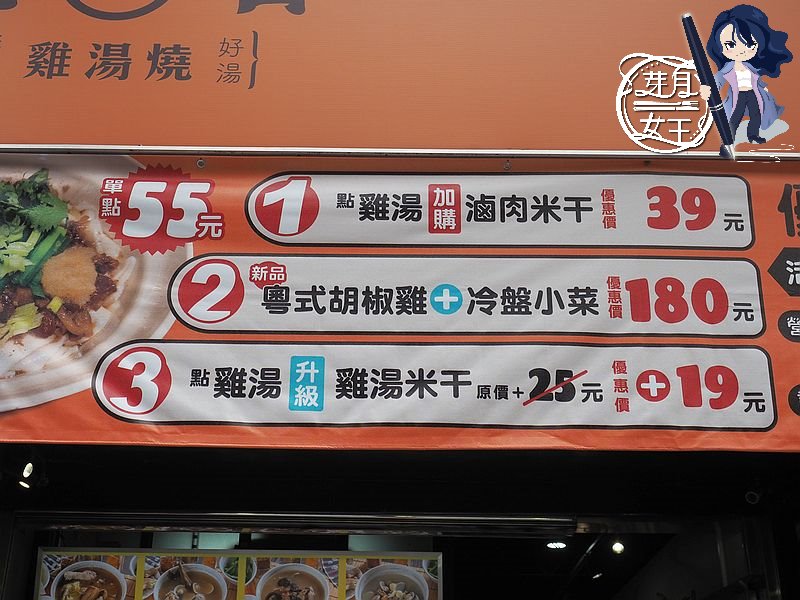 雞湯燒
好湯
芽月
女王
單點55元
1 點雞湯加購滷肉米干 優惠價 39元
2 新品 粵式胡椒雞+冷盤小菜 優惠價 180元
3 點雞湯升級雞湯米干 原價+25元 優惠價 +19元